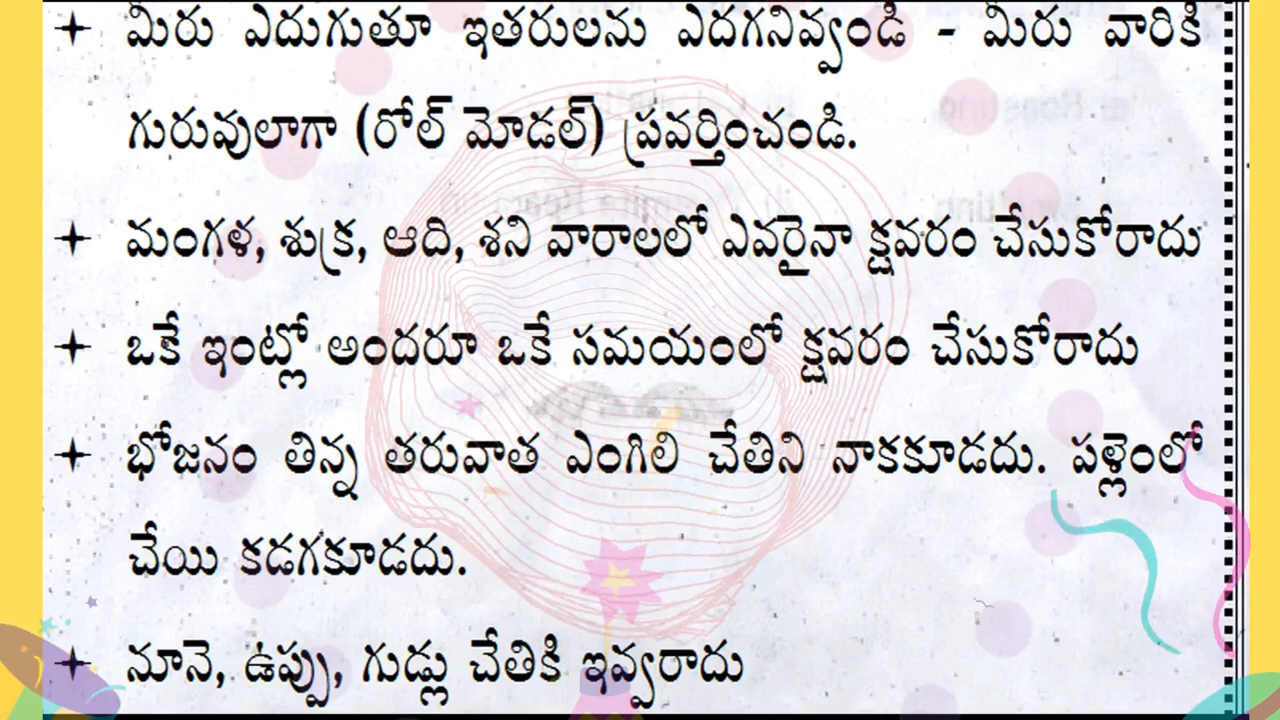 + మీరు ఎదుగుతూ ఇతరులను ఎదగనివ్వండి - మీరు వారికి
గురువులాగా (రోల్ మోడల్) ప్రవర్తించండి.
+ మంగళ, శుక్ర, ఆది, శని వారాలలో ఎవరైనా క్షవరం చేసుకోరాదు
+ ఒకే ఇంట్లో అందరూ ఒకే సమయంలో క్షవరం చేసుకోరాదు
+ భోజనం తిన్న తరువాత ఎంగిలి చేతిని నాకకూడదు. పళ్లెంలో
చేయి కడగకూడదు.
+ నూనె, ఉప్పు, గుడ్లు చేతికి ఇవ్వరాదు